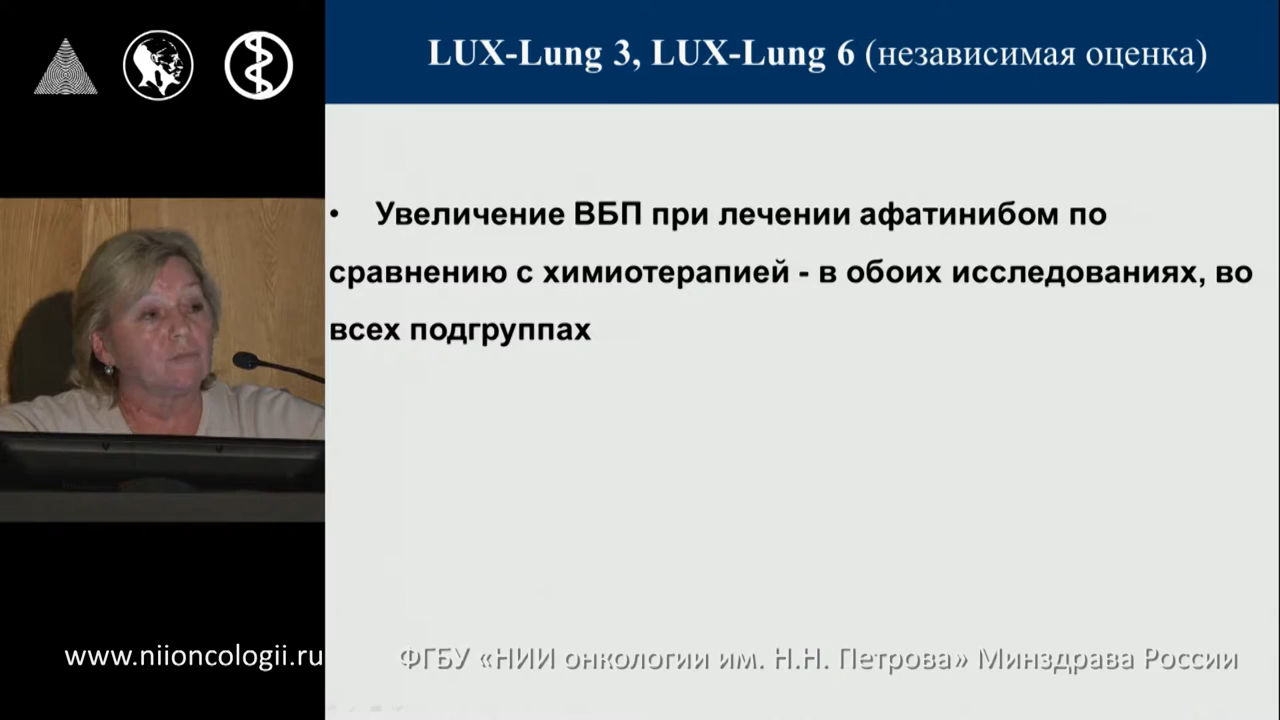 LUX-Lung 3, LUX-Lung 6 (независимая оценка)
• Увеличение ВБП при лечении афатинибом по
сравнению с химиотерапией - в обоих исследованиях, во
всех подгруппах
www.niioncologii.ru
ФГБУ «НИИ онкологии им. Н.Н. Петрова» Минздрава России